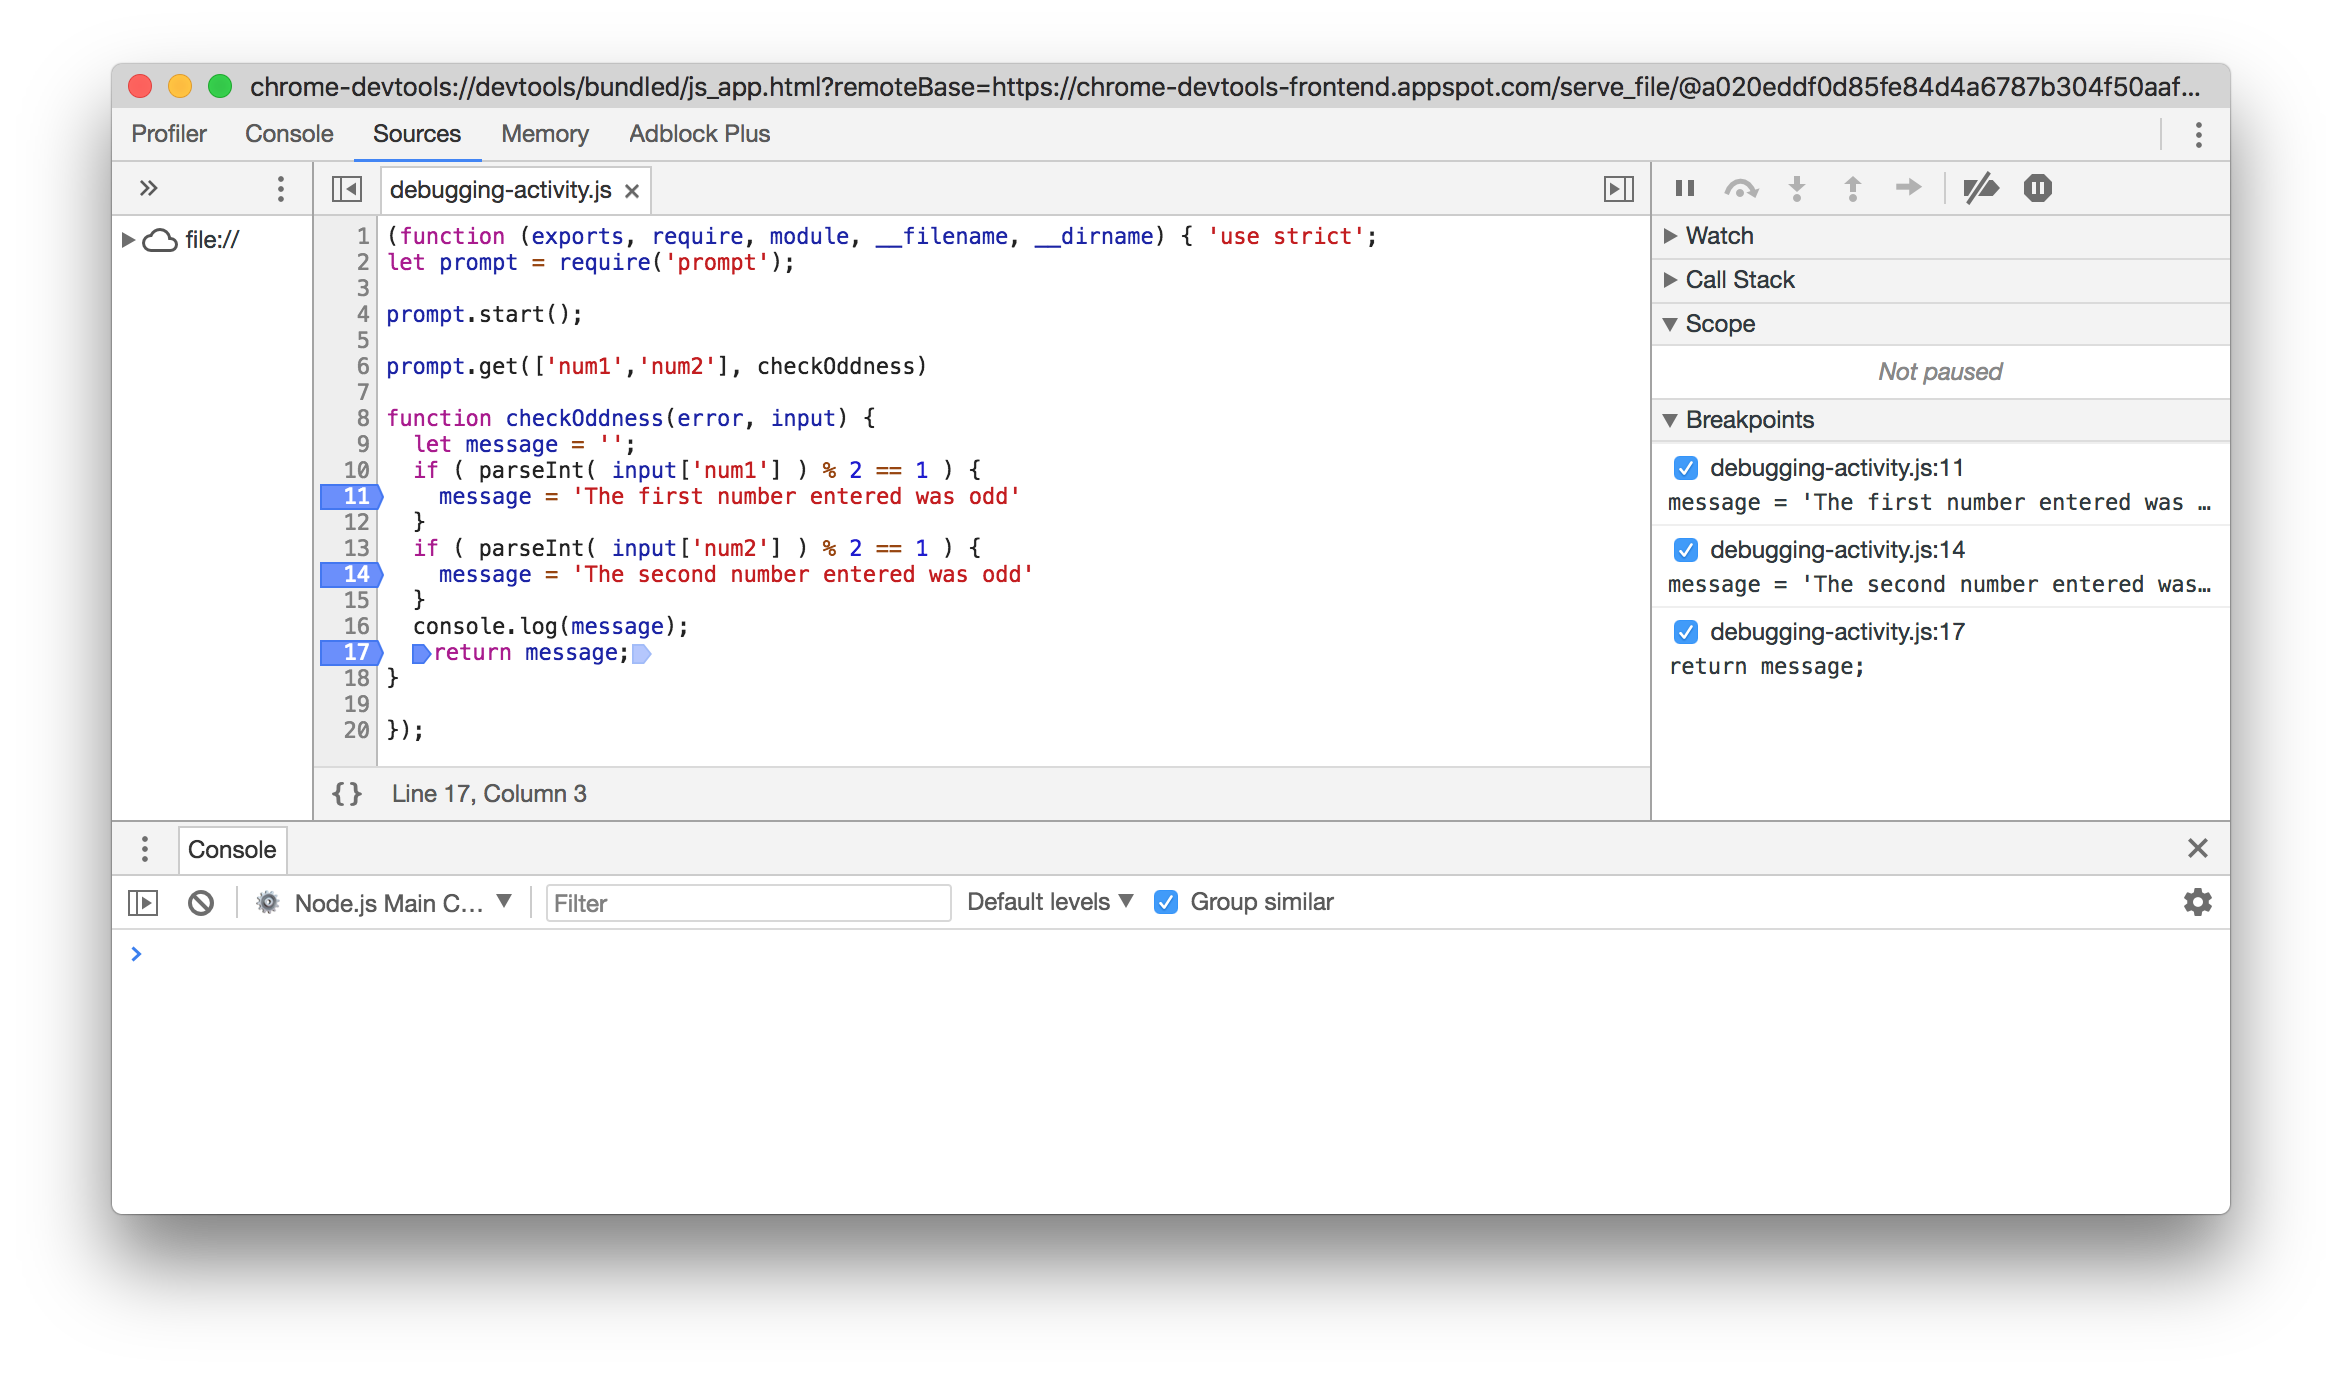 chrome-devtools://devtools/bundled/js_app.html?remoteBase=https://chrome-devtools-frontend.appspot.com/serve_file/@a020eddf0d85fe84d4a6787b304f50aaf...
Profiler Console Sources Memory Adblock Plus
debugging-activity.js ×
file://
1 (function (exports, require, module, __filename, __dirname) { 'use strict';
2 let prompt = require('prompt');
3
4 prompt.start();
5
6 prompt.get(['num1','num2'], checkOddness)
7
8 function checkOddness(error, input) {
9   let message = '';
10   if ( parseInt( input['num1'] ) % 2 == 1 ) {
11     message = 'The first number entered was odd'
12   }
13   if ( parseInt( input['num2'] ) % 2 == 1 ) {
14     message = 'The second number entered was odd'
15   }
16   console.log(message);
17   return message;
18 }
19
20 });
{} Line 17, Column 3
Watch
Call Stack
Scope
Not paused
Breakpoints
debugging-activity.js:11
message = 'The first number entered was …
debugging-activity.js:14
message = 'The second number entered was…
debugging-activity.js:17
return message;
Console
Node.js Main C… Filter Default levels Group similar